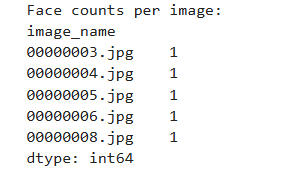 Face counts per image:
image_name
00000003.jpg    1
00000004.jpg    1
00000005.jpg    1
00000006.jpg    1
00000008.jpg    1
dtype: int64